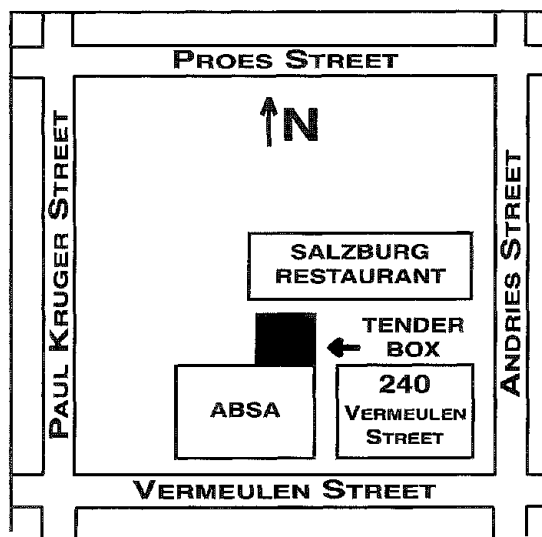 PROES STREET
N
PAUL KRUGER STREET
ANDRIES STREET
SALZBURG
RESTAURANT
TENDER
BOX
ABSA
240
VERMEULEN
STREET
VERMEULEN STREET